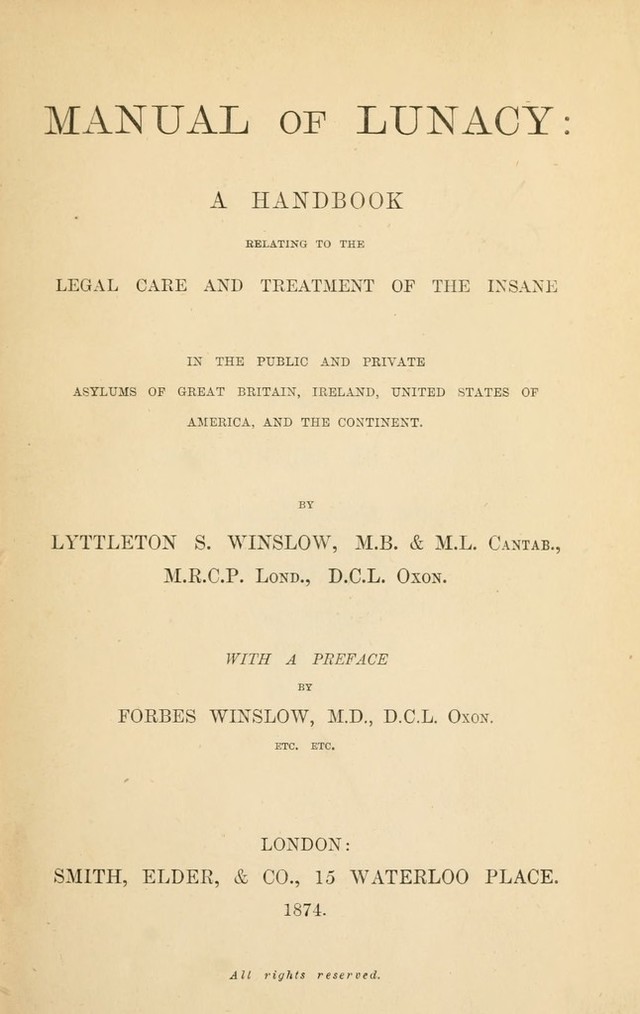 MANUAL OF LUNACY:
A HANDBOOK
RELATING TO THE
LEGAL CARE AND TREATMENT OF THE INSANE
IN THE PUBLIC AND PRIVATE
ASYLUMS OF GREAT BRITAIN, IRELAND, UNITED STATES OF
AMERICA, AND THE CONTINENT.
BY
LYTTLETON S. WINSLOW, M.B. & M.L. CANTAB.,
M.R.C.P. LOND., D.C.L. OXON.
WITH A PREFACE
BY
FORBES WINSLOW, M.D., D.C.L. OXON.
ETC. ETC.
LONDON:
SMITH, ELDER, & CO., 15 WATERLOO PLACE.
1874.
All rights reserved.